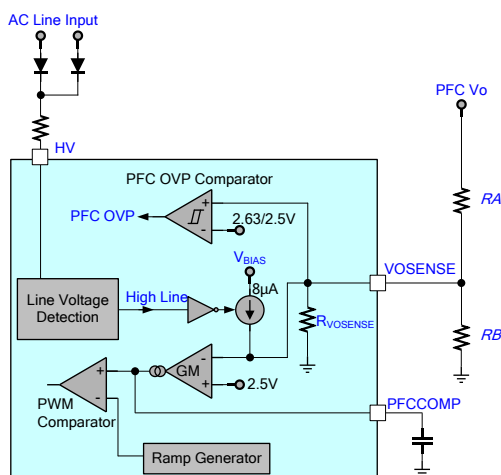 AC Line Input
PFC Vo
HV
PFC OVP Comparator
RA
PFC OVP
+
-
2.63/2.5V
VBIAS
VOSENSE
8µA
Line Voltage
Detection
High Line
RVOSENSE
RB
-
GM
+
2.5V
+
-
PWM
Comparator
PFCCOMP
Ramp Generator